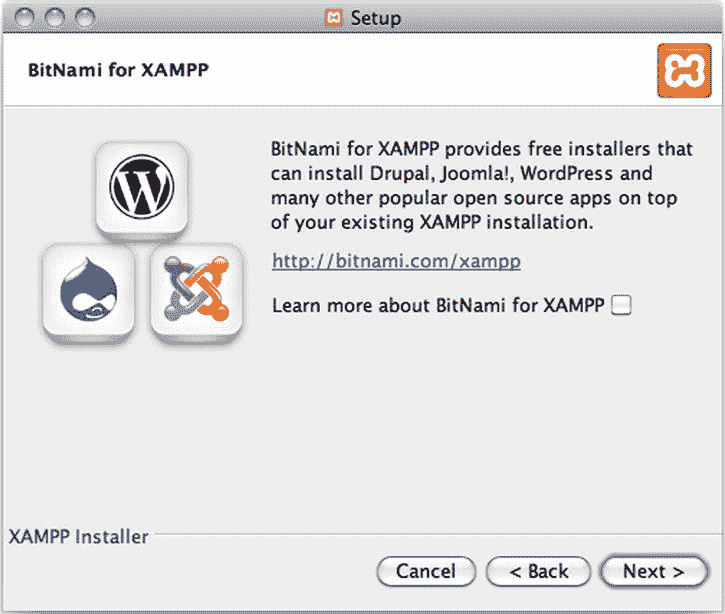 Setup
BitNami for XAMPP
BitNami for XAMPP provides free installers that
can install Drupal, Joomla!, WordPress and
many other popular open source apps on top
of your existing XAMPP installation.
http://bitnami.com/xampp
Learn more about BitNami for XAMPP
XAMPP Installer
Cancel
< Back
Next >